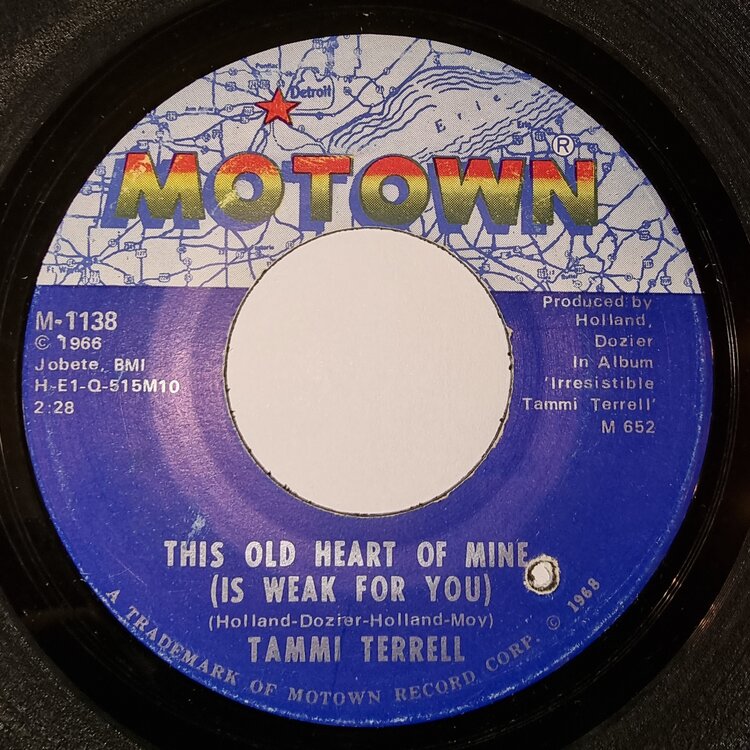 Detroit
Erie
MOTOWN®
M-1138
© 1966
Jobete, BMI
H-E1-Q-515M10
2:28
Produced by
Holland,
Dozier
In Album
'Irresistible
Tammi Terrell'
M 652
THIS OLD HEART OF MINE
(IS WEAK FOR YOU)
(Holland-Dozier-Holland-Moy)
TAMMI TERRELL
A TRADEMARK OF MOTOWN RECORD CORP. © 1968